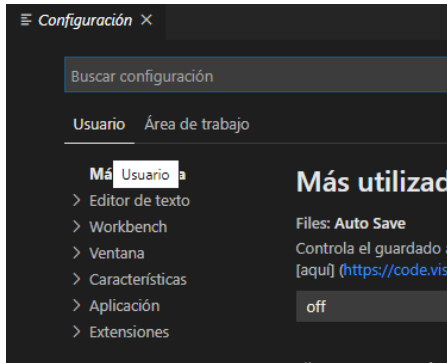 Configuración
Buscar configuración
Usuario Área de trabajo
Usuario
Editor de texto
Workbench
Ventana
Características
Aplicación
Extensiones
Más utilizad
Files: Auto Save
Controla el guardado
[aquí] (https://code.vis
off